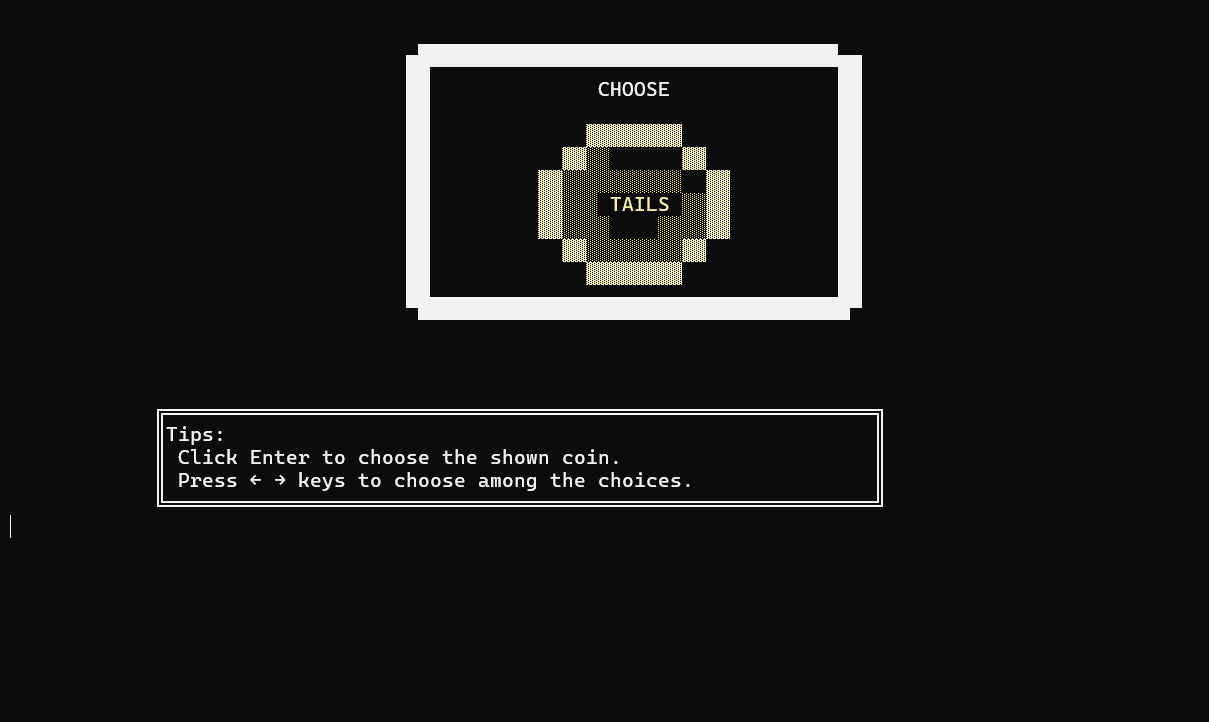 CHOOSE
TAILS
Tips:
Click Enter to choose the shown coin.
Press ← → keys to choose among the choices.